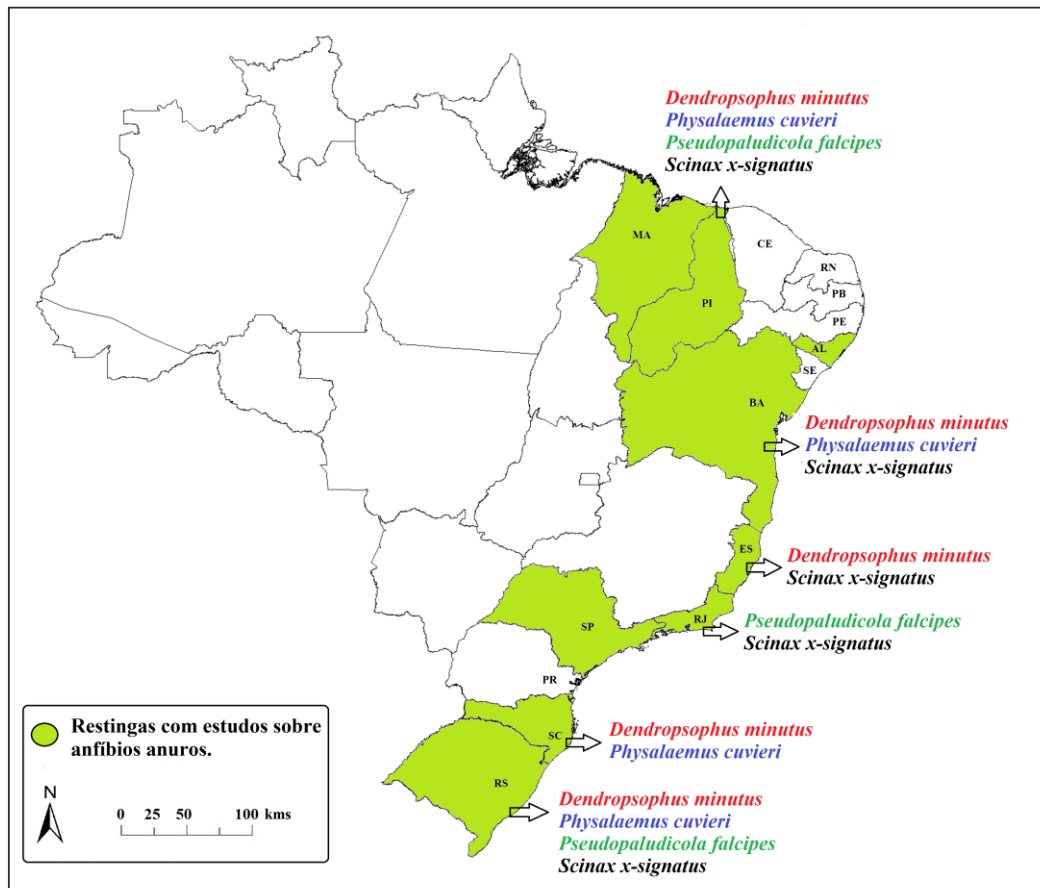 Dendropsophus minutus
Physalaemus cuvieri
Pseudopaludicola falcipes
Scinax x-signatus
MA
CE
RN
PB
PI
PE
AL
SE
BA
Dendropsophus minutus
Physalaemus cuvieri
Scinax x-signatus
ES
Dendropsophus minutus
Scinax x-signatus
SP
RJ
Pseudopaludicola falcipes
Scinax x-signatus
PR
Restingas com estudos sobre
anfíbios anuros.
SC
Dendropsophus minutus
Physalaemus cuvieri
RS
Dendropsophus minutus
Physalaemus cuvieri
Pseudopaludicola falcipes
Scinax x-signatus
N
0 25 50 100 kms